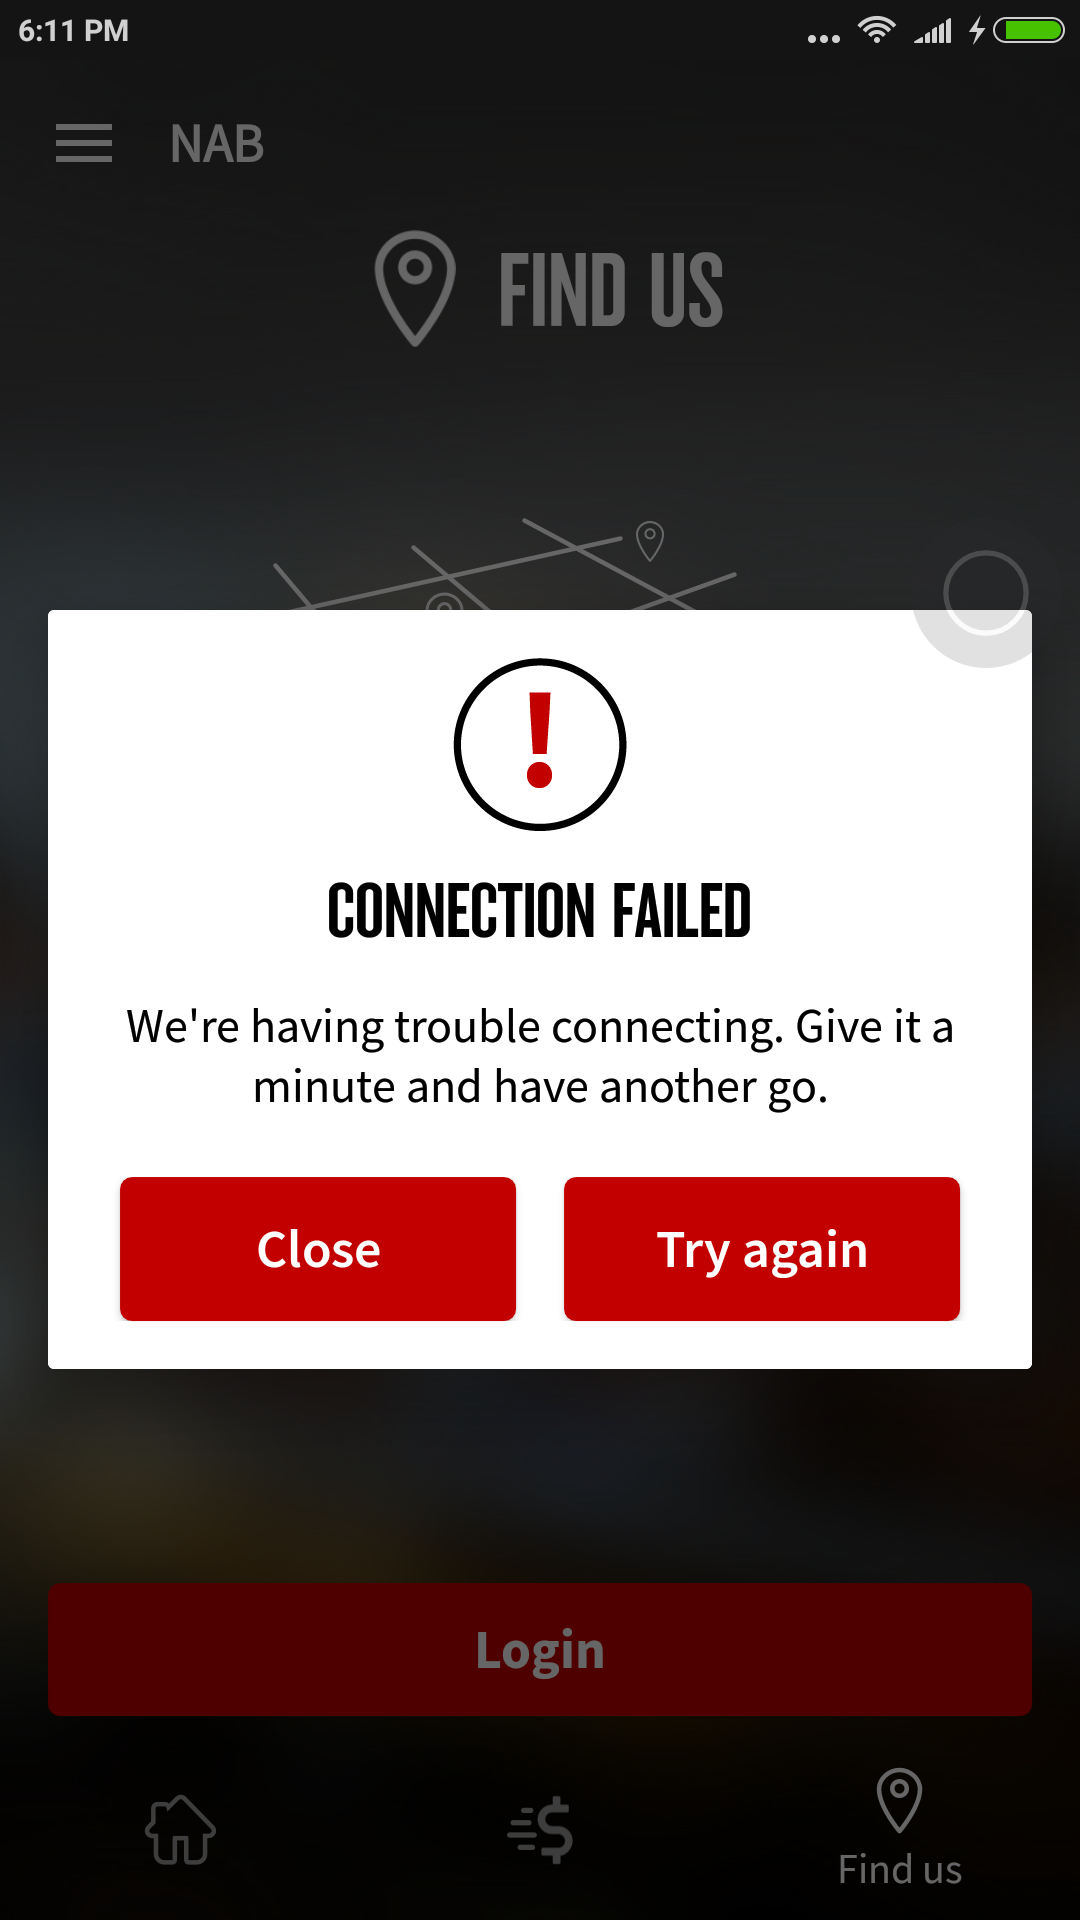 6:11 PM
NAB
FIND US
!
CONNECTION FAILED
We're having trouble connecting. Give it a
minute and have another go.
Close
Try again
Login
$
Find us